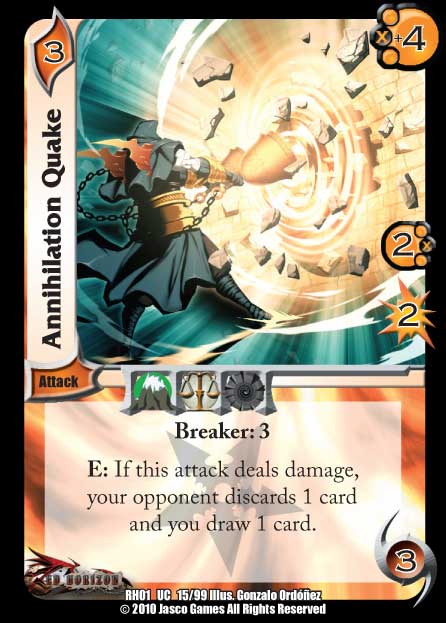 3
+4
Annihilation Quake
2
2
Attack
Breaker: 3
E: If this attack deals damage,
your opponent discards 1 card
and you draw 1 card.
3
RED HORIZON
RH01 UC 15/99 Illus. Gonzalo Ordóñez
© 2010 Jasco Games All Rights Reserved